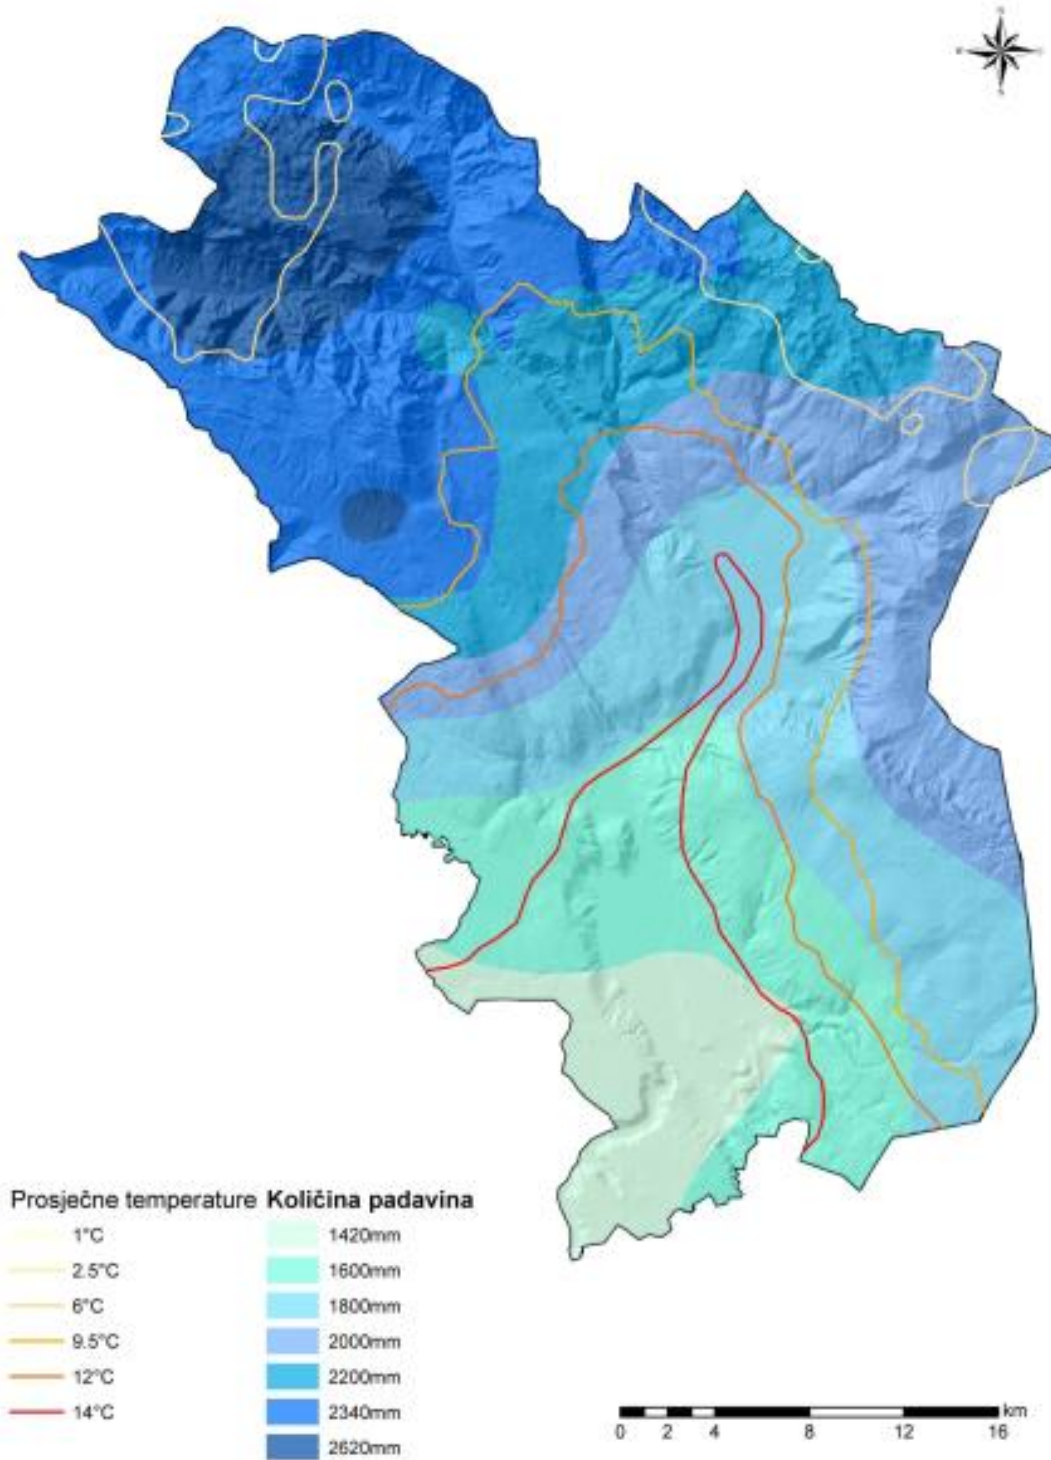 Prosječne temperature Količina padavina
1°C 1420mm
2.5°C 1600mm
6°C 1800mm
9.5°C 2000mm
12°C 2200mm
14°C 2340mm
2620mm
km
0 2 4 8 12 16